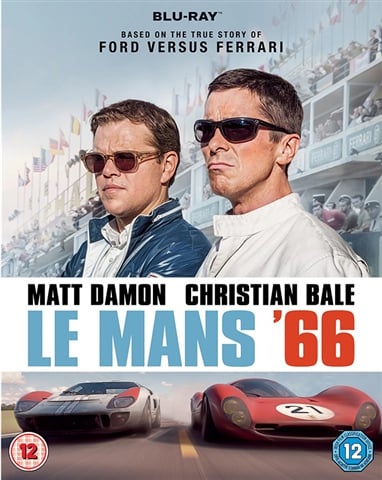 BLU-RAY™
BASED ON THE TRUE STORY OF
FORD VERSUS FERRARI
MATT DAMON CHRISTIAN BALE
LE MANS '66
21
12 12